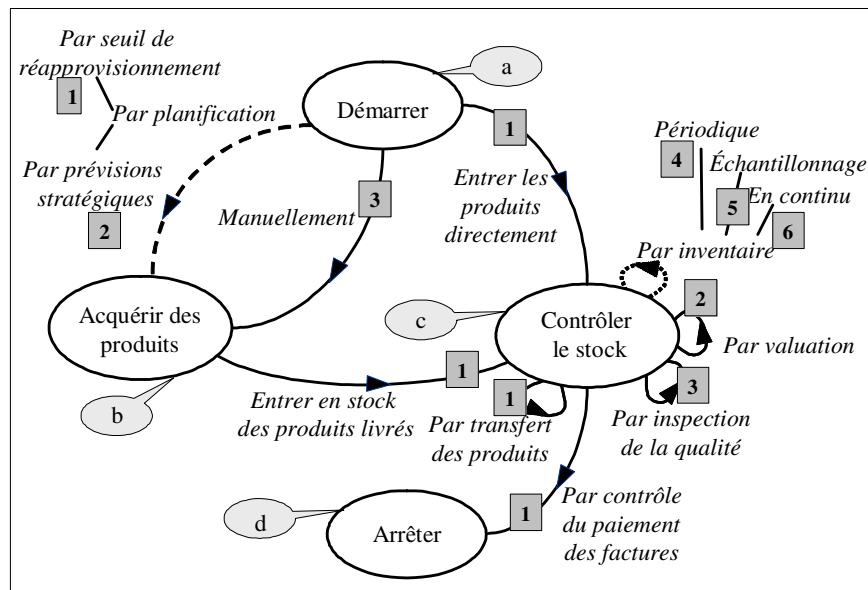 Par seuil de
réapprovisionnement
1
Par planification
Par prévisions
stratégiques
2
a
Démarrer
1
3
Manuellement
Entrer les
produits
directement
Périodique
4
Échantillonnage
5
En continu
6
Par inventaire
Acquérir des
produits
b
c
Contrôler
le stock
2
Par valuation
3
Par inspection
de la qualité
1
Entrer en stock
des produits livrés
1
Par transfert
des produits
d
Arrêter
1
Par contrôle
du paiement
des factures